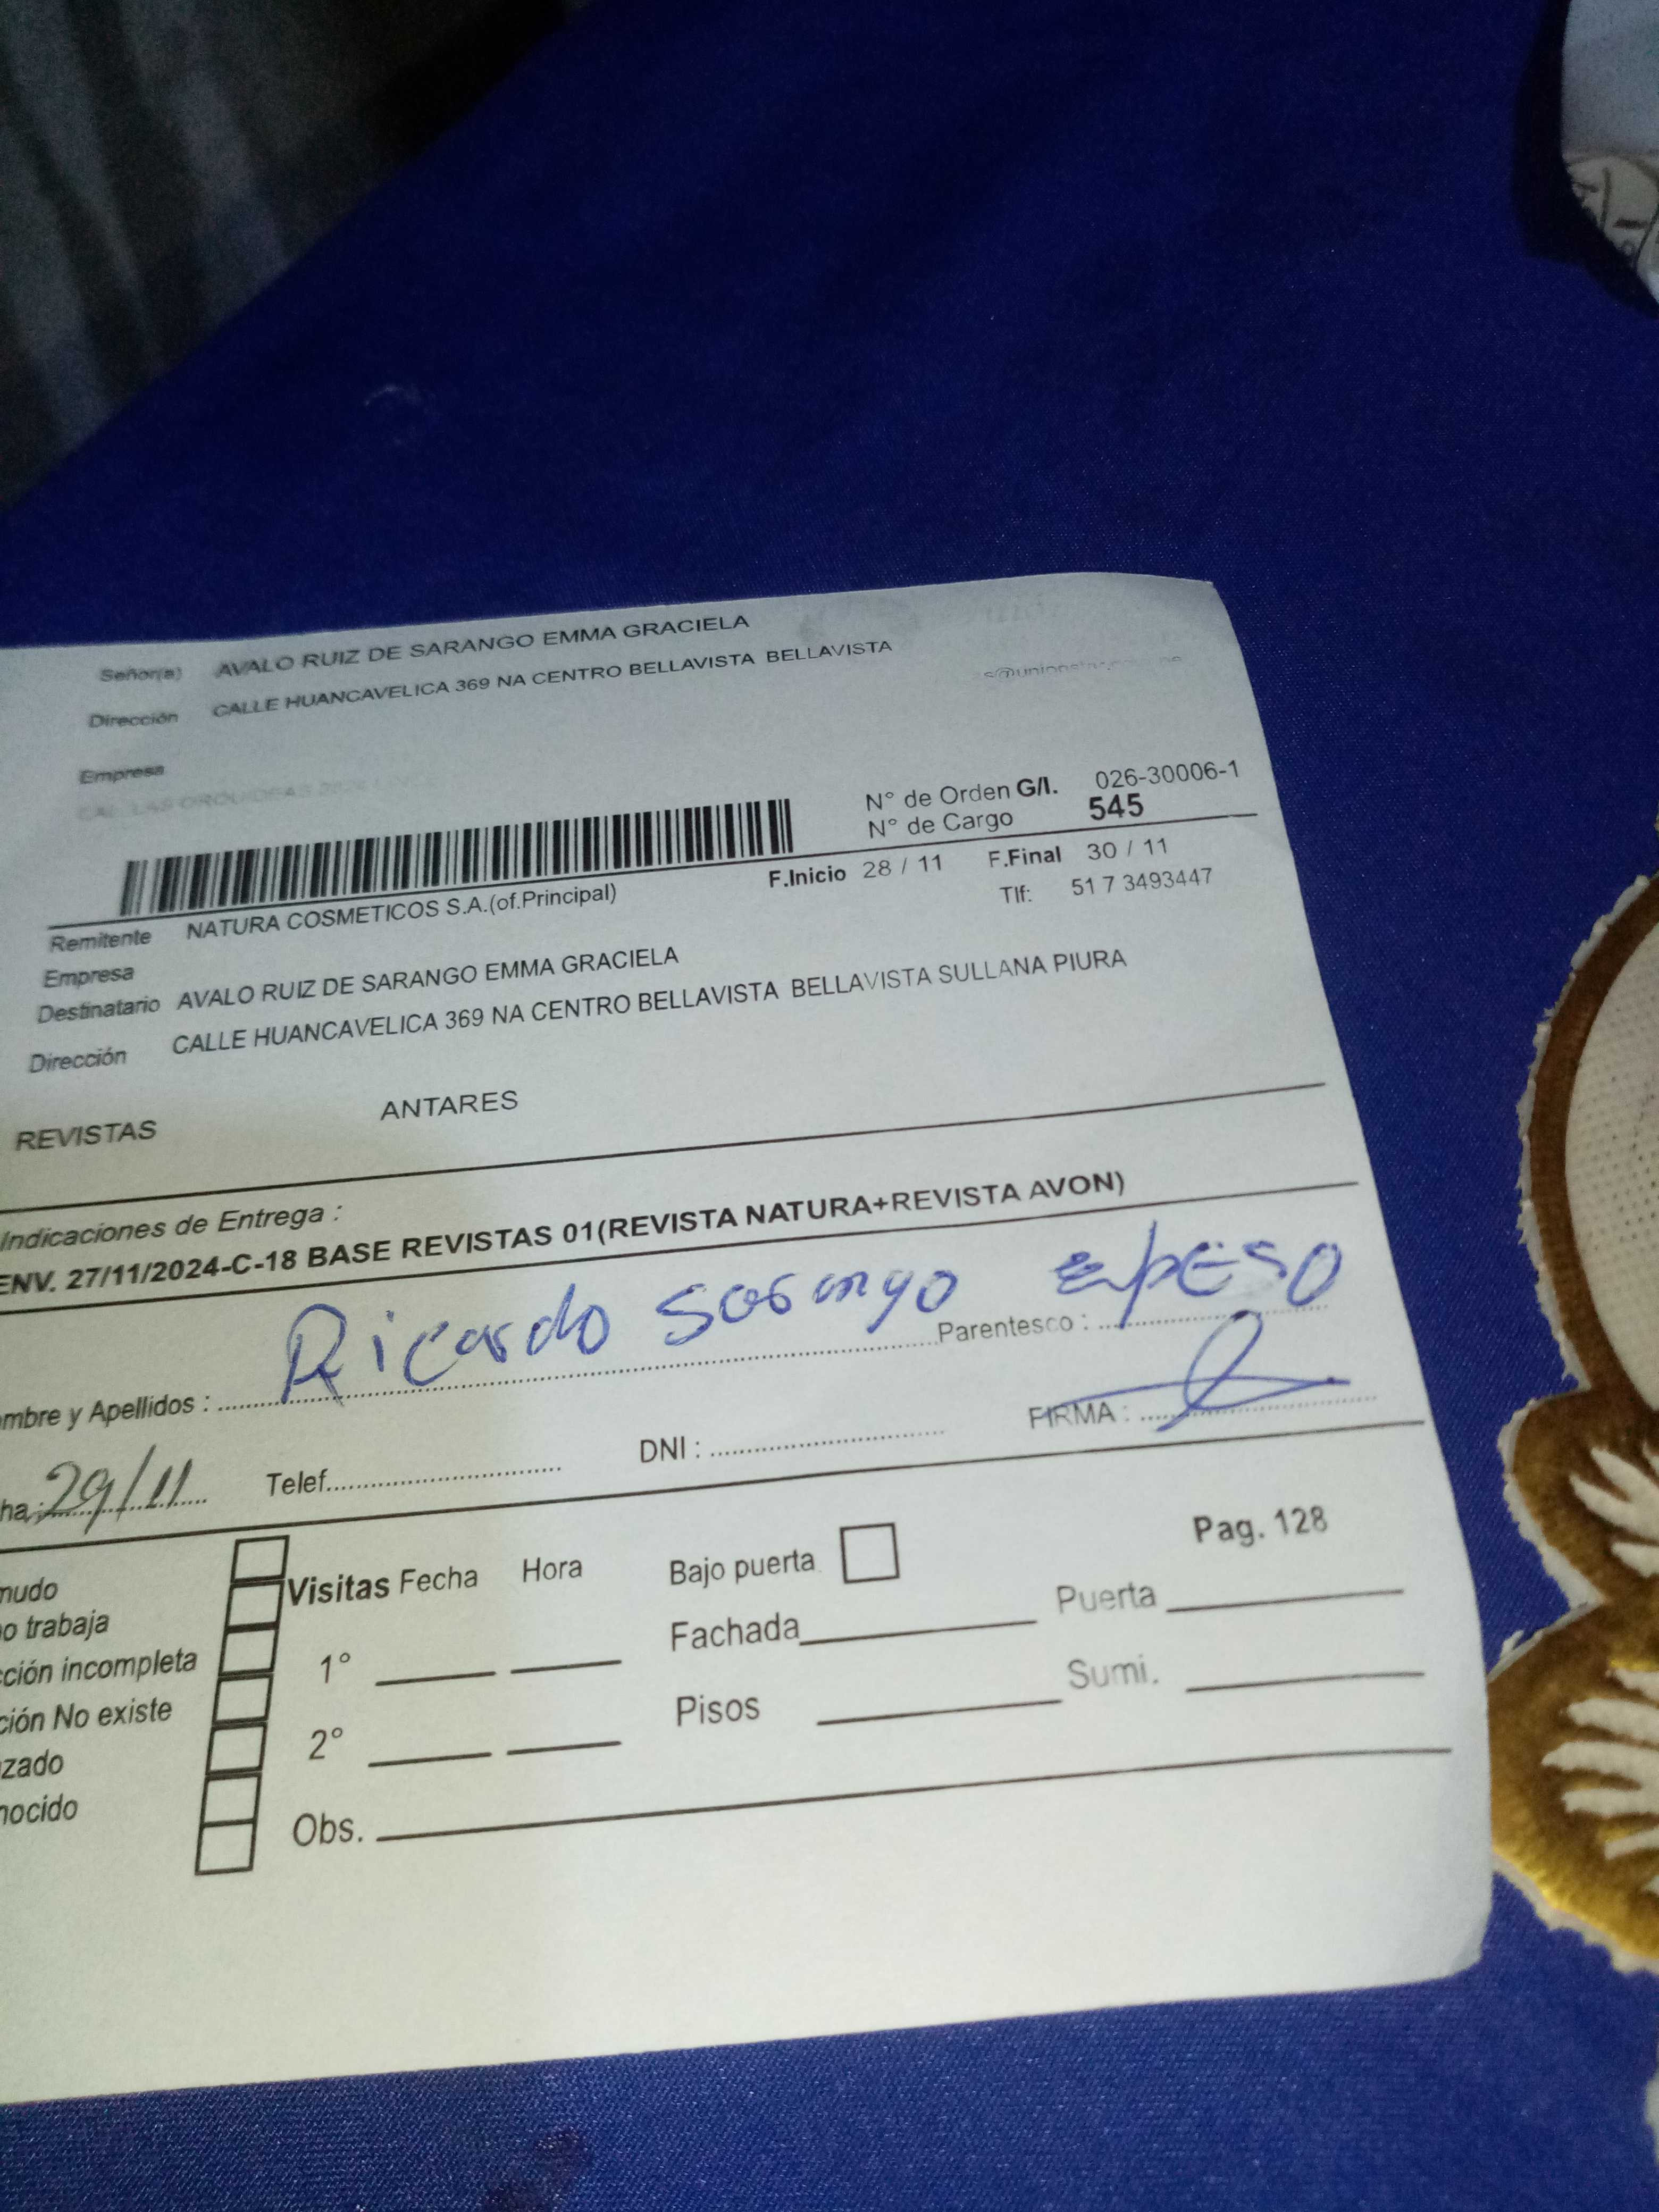 Señor(a) AVALO RUIZ DE SARANGO EMMA GRACIELA
Dirección CALLE HUANCAVELICA 369 NA CENTRO BELLAVISTA BELLAVISTA
Empresa
N° de Orden G/I. 026-30006-1
N° de Cargo 545
F.Inicio 28 / 11 F.Final 30 / 11
Remitente NATURA COSMETICOS S.A.(of.Principal) Tlf: 51 7 3493447
Empresa
Destinatario AVALO RUIZ DE SARANGO EMMA GRACIELA
Dirección CALLE HUANCAVELICA 369 NA CENTRO BELLAVISTA BELLAVISTA SULLANA PIURA
REVISTAS ANTARES
Indicaciones de Entrega :
ENV. 27/11/2024-C-18 BASE REVISTAS 01(REVISTA NATURA+REVISTA AVON)
mbre y Apellidos : Ricardo Sarango Parentesco :
ha : 29/11 Telef. DNI : FIRMA :
Pag. 128
mudo Visitas Fecha Hora Bajo puerta
o trabaja Fachada Puerta
cción incompleta 1°
ción No existe Pisos Sumi.
zado 2°
nocido
Obs.